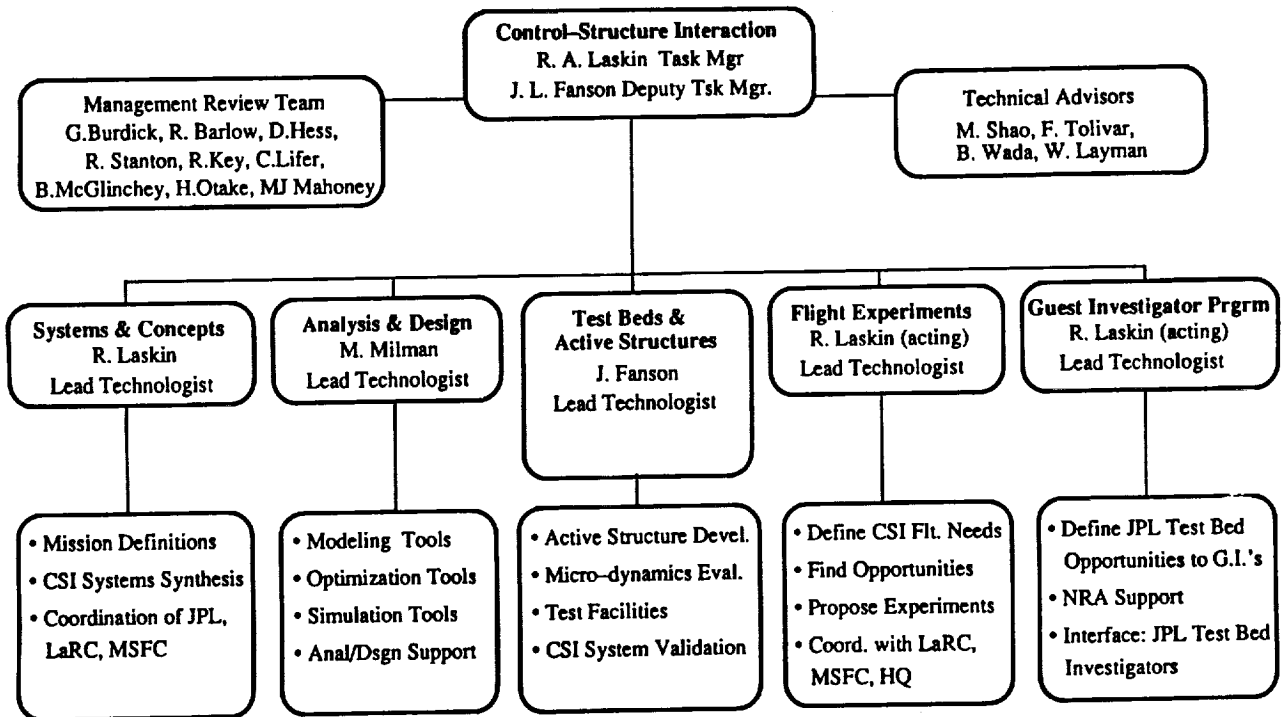 Control–Structure Interaction
R. A. Laskin Task Mgr
J. L. Fanson Deputy Tsk Mgr.
Management Review Team
G.Burdick, R. Barlow, D.Hess,
R. Stanton, R.Key, C.Lifer,
B.McGlinchey, H.Otake, MJ Mahoney
Technical Advisors
M. Shao, F. Tolivar,
B. Wada, W. Layman
Systems & Concepts
R. Laskin
Lead Technologist
Analysis & Design
M. Milman
Lead Technologist
Test Beds &
Active Structures
J. Fanson
Lead Technologist
Flight Experiments
R. Laskin (acting)
Lead Technologist
Guest Investigator Prgrm
R. Laskin (acting)
Lead Technologist
• Mission Definitions
• CSI Systems Synthesis
• Coordination of JPL,
LaRC, MSFC
• Modeling Tools
• Optimization Tools
• Simulation Tools
• Anal/Dsgn Support
• Active Structure Devel.
• Micro–dynamics Eval.
• Test Facilities
• CSI System Validation
• Define CSI Flt. Needs
• Find Opportunities
• Propose Experiments
• Coord. with LaRC,
MSFC, HQ
• Define JPL Test Bed
Opportunities to G.I.'s
• NRA Support
• Interface: JPL Test Bed
Investigators